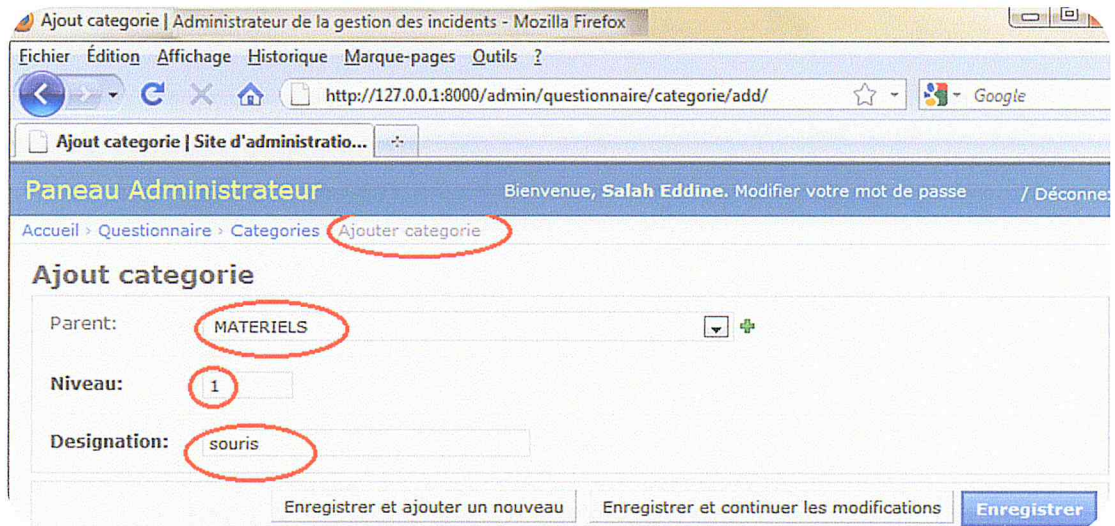 Ajout categorie | Administrateur de la gestion des incidents - Mozilla Firefox
Fichier Édition Affichage Historique Marque-pages Outils ?
http://127.0.0.1:8000/admin/questionnaire/categorie/add/ Google
Ajout categorie | Site d'administratio...
Paneau Administrateur Bienvenue, Salah Eddine. Modifier votre mot de passe / Déconne
Accueil › Questionnaire › Categories Ajouter categorie
Ajout categorie
Parent: MATERIELS
Niveau: 1
Designation: souris
Enregistrer et ajouter un nouveau Enregistrer et continuer les modifications Enregistrer